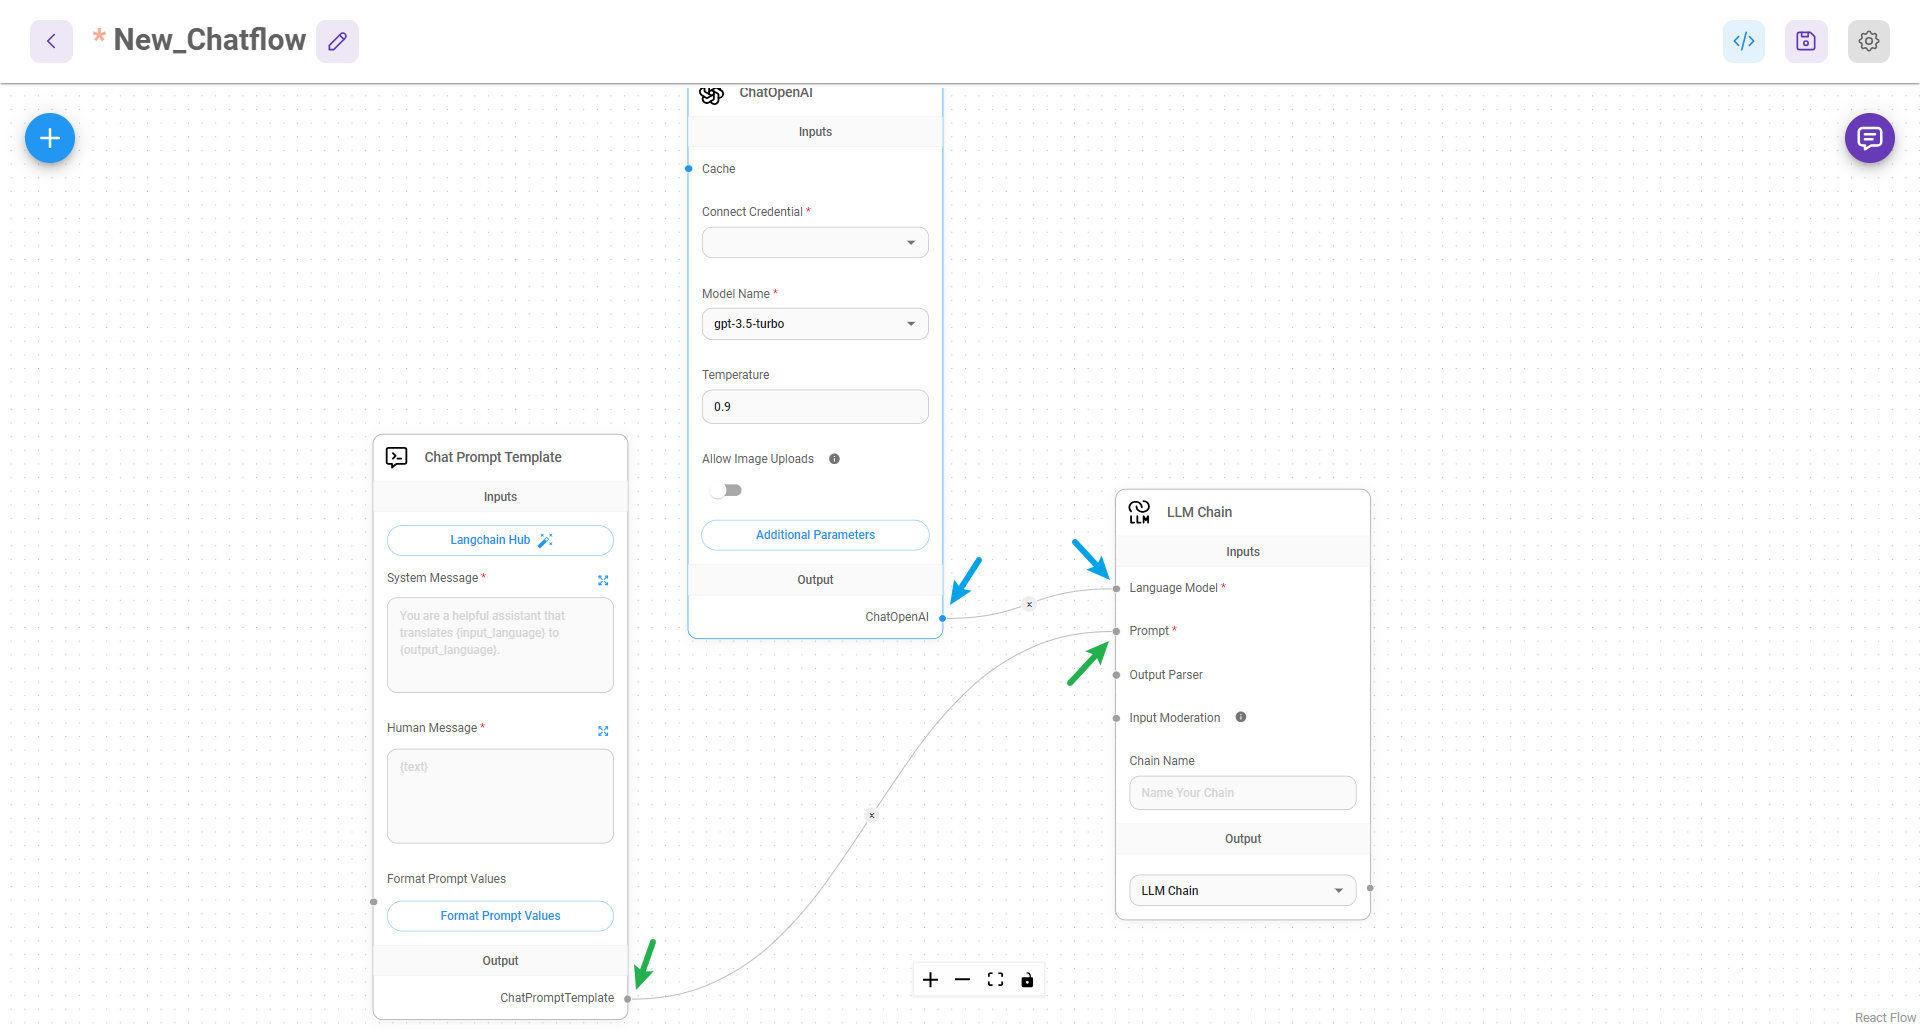 * New_Chatflow
ChatOpenAI
Inputs
Cache
Connect Credential *
Model Name *
gpt-3.5-turbo
Temperature
0.9
Allow Image Uploads
Additional Parameters
Output
ChatOpenAI
Chat Prompt Template
Inputs
Langchain Hub
System Message *
You are a helpful assistant that
translates {input_language} to
{output_language}.
Human Message *
{text}
Format Prompt Values
Format Prompt Values
Output
ChatPromptTemplate
LLM
LLM Chain
Inputs
Language Model *
Prompt *
Output Parser
Input Moderation
Chain Name
Name Your Chain
Output
LLM Chain
React Flow